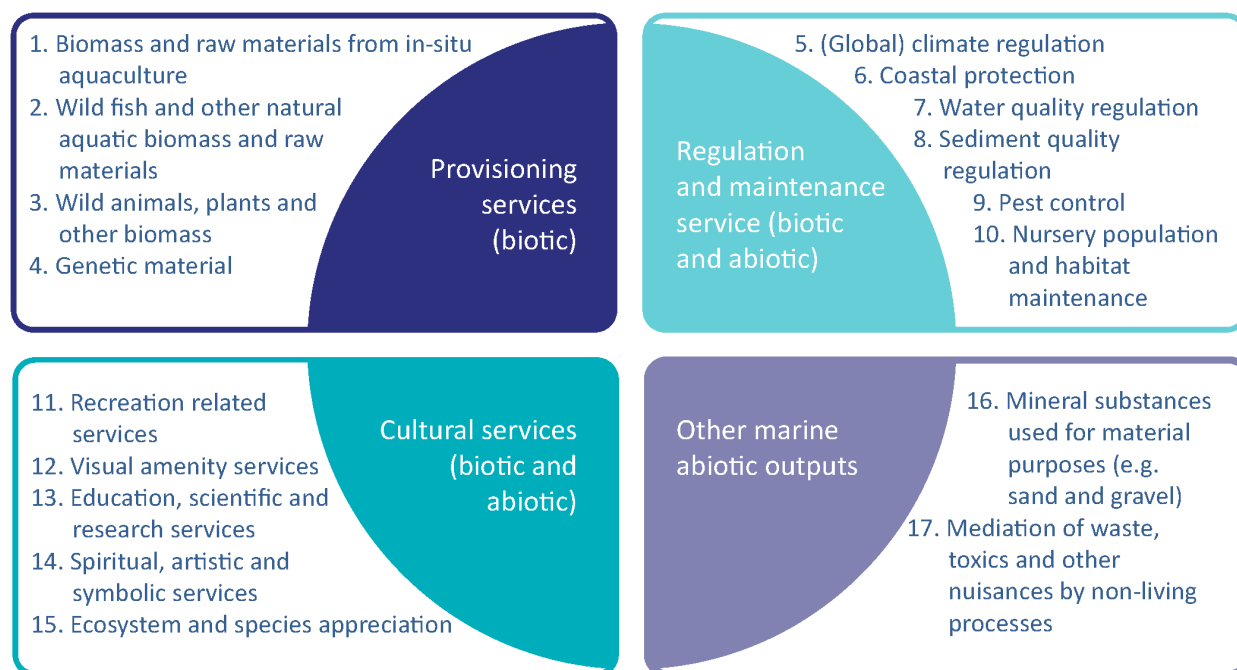 1. Biomass and raw materials from in-situ
aquaculture
2. Wild fish and other natural
aquatic biomass and raw
materials
3. Wild animals, plants and
other biomass
4. Genetic material
Provisioning
services
(biotic)
Regulation
and maintenance
service (biotic
and abiotic)
5. (Global) climate regulation
6. Coastal protection
7. Water quality regulation
8. Sediment quality
regulation
9. Pest control
10. Nursery population
and habitat
maintenance
11. Recreation related
services
12. Visual amenity services
13. Education, scientific and
research services
14. Spiritual, artistic and
symbolic services
15. Ecosystem and species appreciation
Cultural services
(biotic and
abiotic)
Other marine
abiotic outputs
16. Mineral substances
used for material
purposes (e.g.
sand and gravel)
17. Mediation of waste,
toxics and other
nuisances by non-living
processes